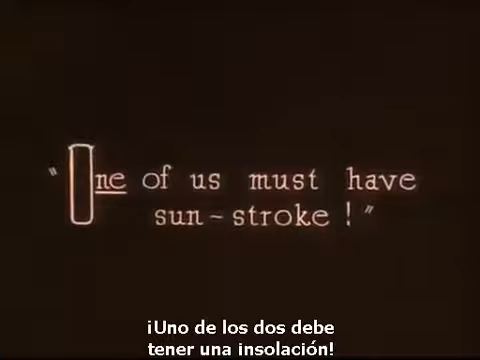 "One of us must have
sun-stroke!"
¡Uno de los dos debe
tener una insolación!